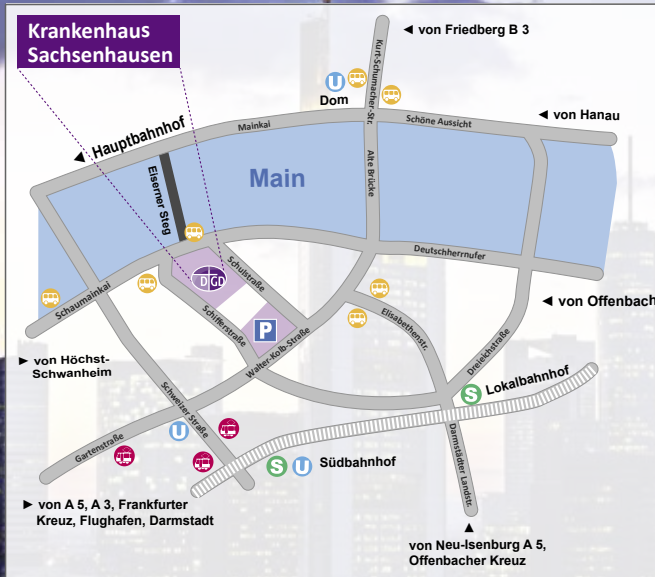 Krankenhaus
Sachsenhausen
◄ von Friedberg B 3
Kurt-Schumacher-Str.
U
Dom
◄ von Hanau
Schöne Aussicht
Mainkai
◄ Hauptbahnhof
Eiserner Steg
Main
Alte Brücke
Deutschherrnufer
◄ von Offenbach
Schaumainkai
DGD
Schulstraße
Schifferstraße
P
Walter-Kolb-Straße
Elisabethenstr.
Dreieichstraße
► von Höchst-
Schwanheim
S
Lokalbahnhof
Schweizer Straße
Gartenstraße
U
S
U
Südbahnhof
Darmstädter Landstr.
► von A 5, A 3, Frankfurter
Kreuz, Flughafen, Darmstadt
▲
von Neu-Isenburg A 5,
Offenbacher Kreuz